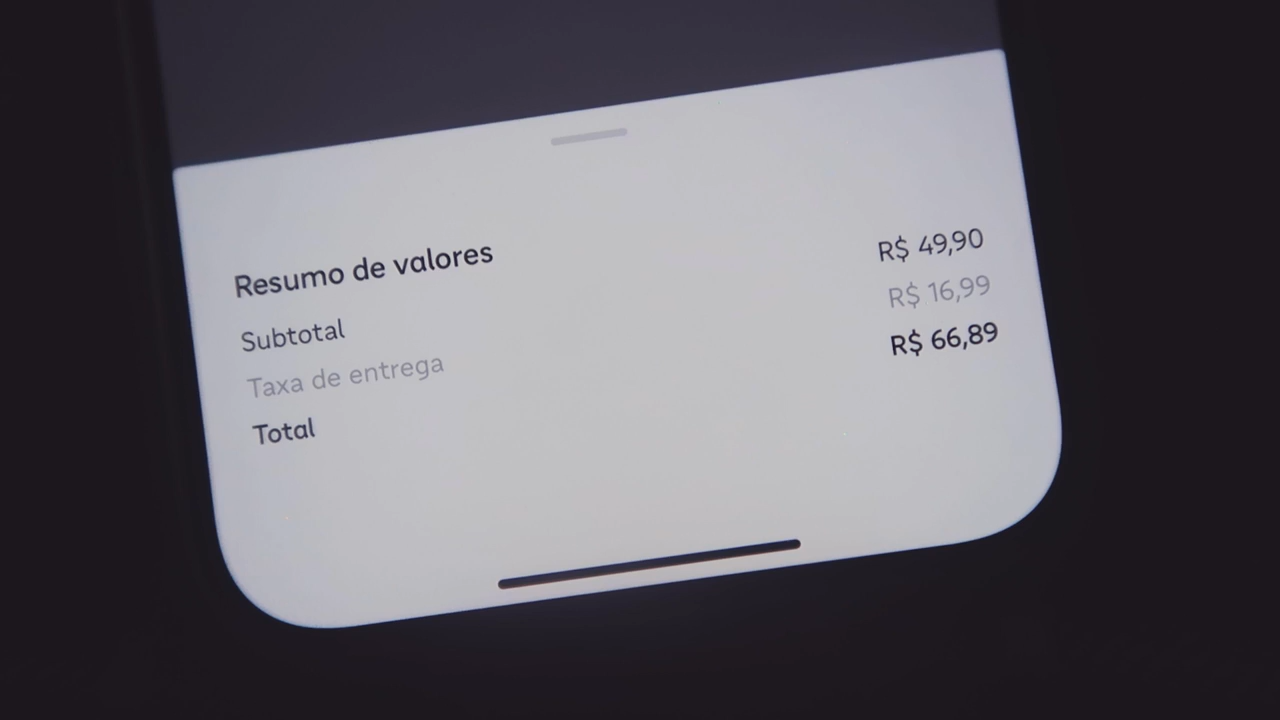 Resumo de valores
Subtotal R$ 49,90
Taxa de entrega R$ 16,99
Total R$ 66,89